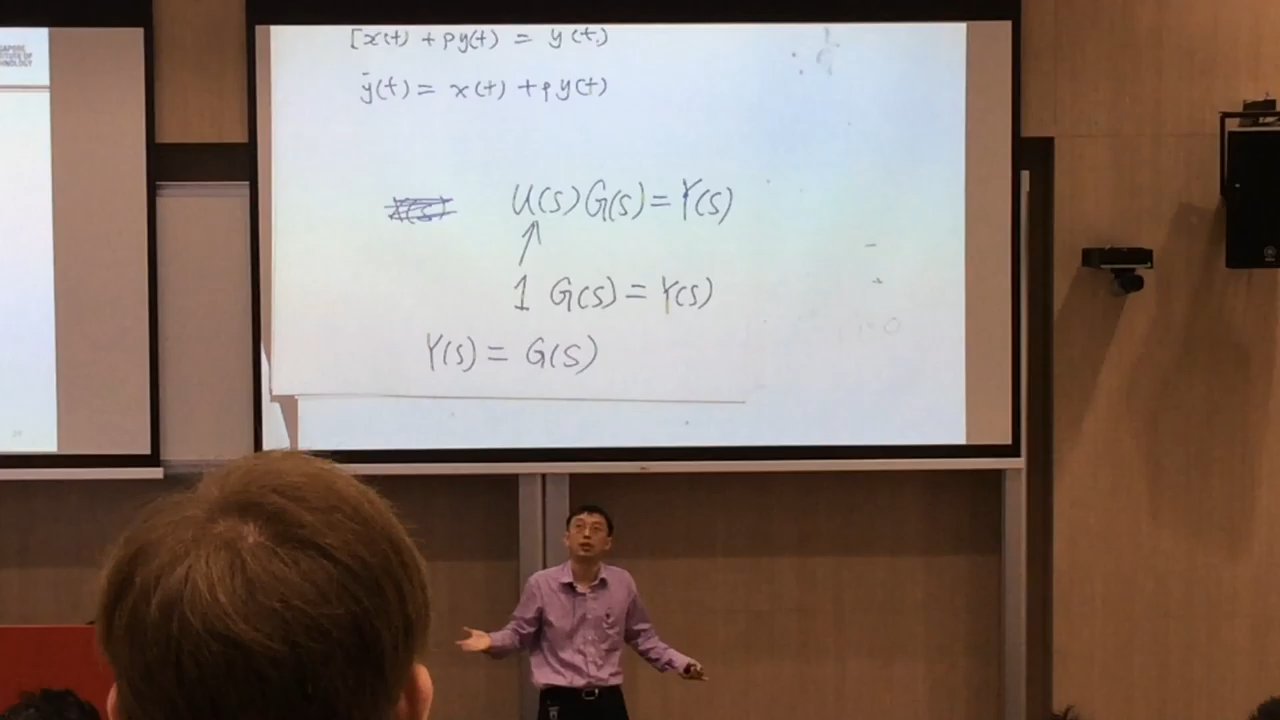 [x(t) + py(t) = y(t)
ẏ(t) = x(t) + py(t)
U(s)G(s) = Y(s)
↑
1 G(s) = Y(s)
Y(s) = G(s)